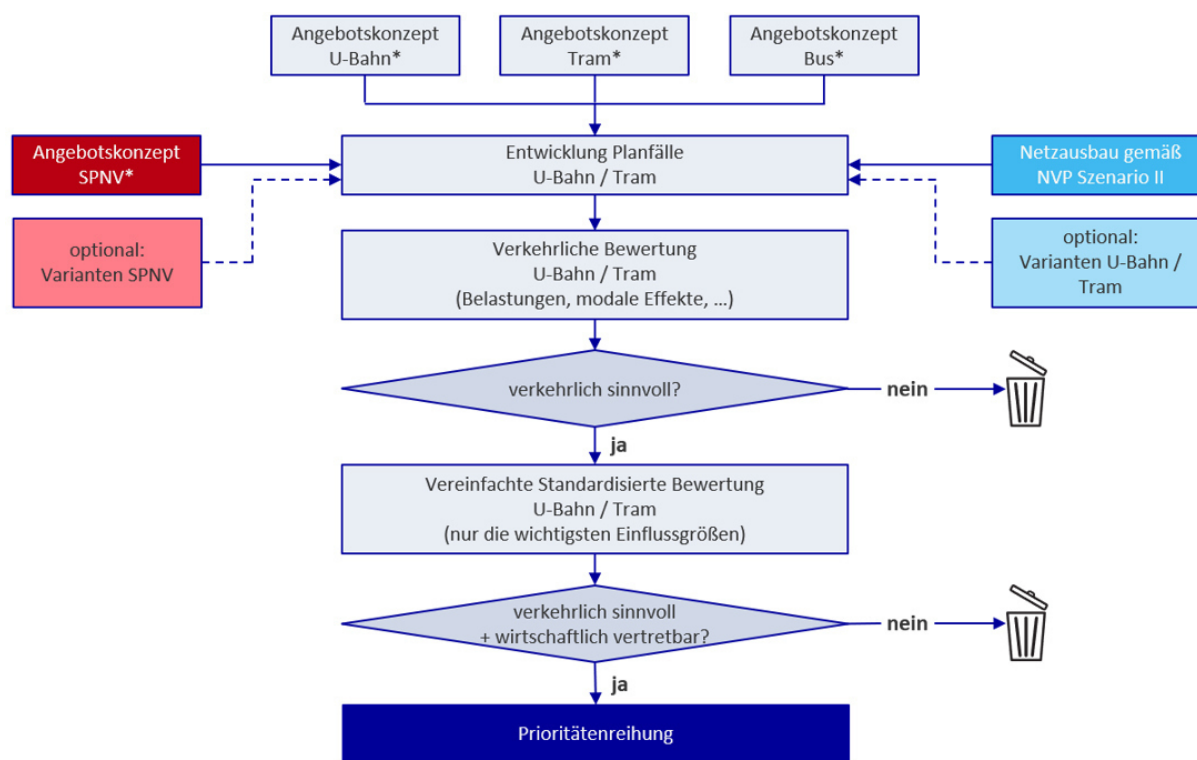 Angebotskonzept
U-Bahn*
Angebotskonzept
Tram*
Angebotskonzept
Bus*
Angebotskonzept
SPNV*
Entwicklung Planfälle
U-Bahn / Tram
Netzausbau gemäß
NVP Szenario II
optional:
Varianten SPNV
Verkehrliche Bewertung
U-Bahn / Tram
(Belastungen, modale Effekte, ...)
optional:
Varianten U-Bahn /
Tram
verkehrlich sinnvoll?
nein
ja
Vereinfachte Standardisierte Bewertung
U-Bahn / Tram
(nur die wichtigsten Einflussgrößen)
verkehrlich sinnvoll
+ wirtschaftlich vertretbar?
nein
ja
Prioritätenreihung